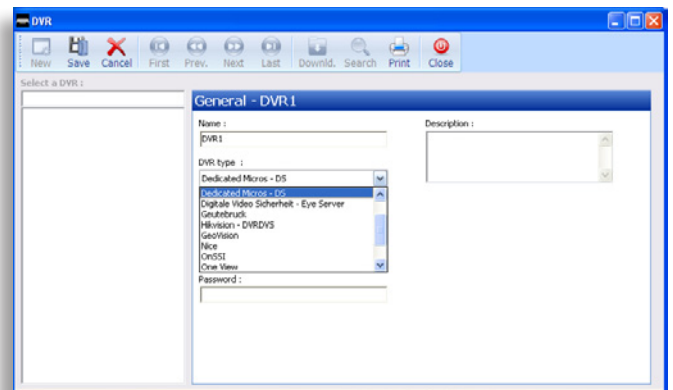 DVR
New Save Cancel First Prev. Next Last Downld. Search Print Close
Select a DVR :
General - DVR1
Name :
Description :
DVR1
DVR type :
Dedicated Micros - DS
Dedicated Micros - DS
Digitale Video Sicherheit - Eye Server
Geutebruck
Hikvision - DVRDVS
GeoVision
Nice
OnSSI
One View
Password :